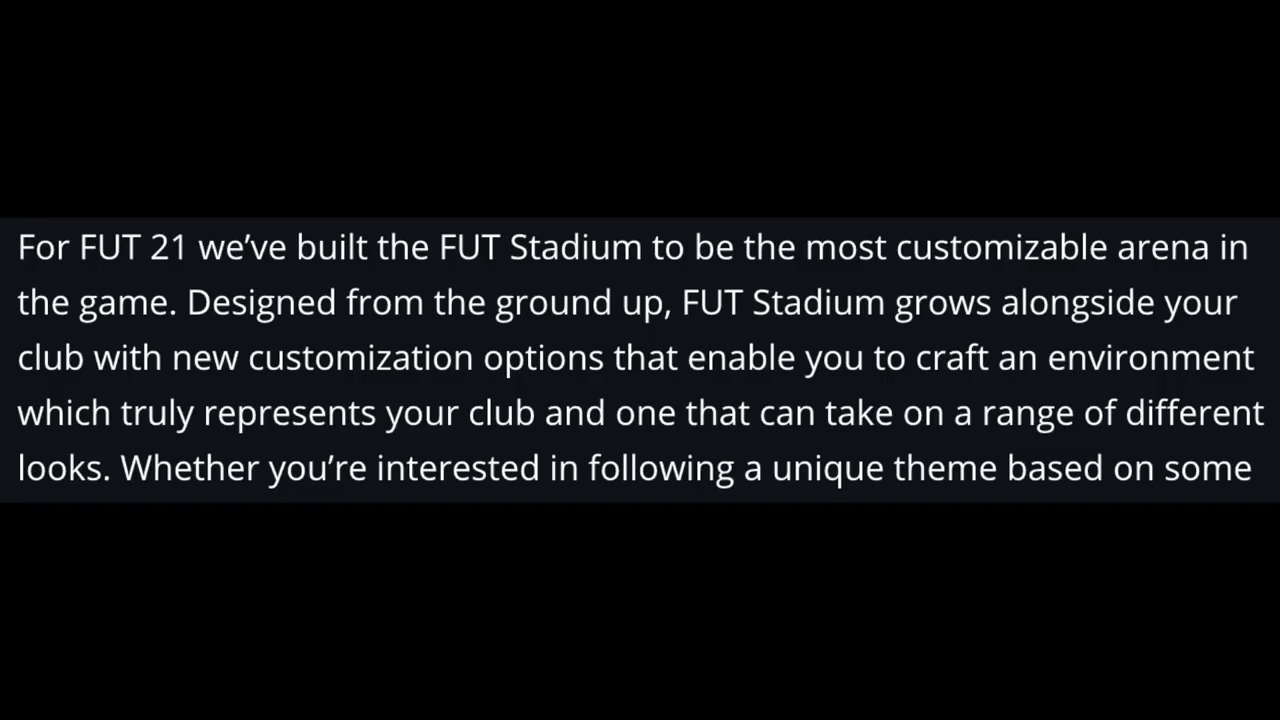 For FUT 21 we’ve built the FUT Stadium to be the most customizable arena in
the game. Designed from the ground up, FUT Stadium grows alongside your
club with new customization options that enable you to craft an environment
which truly represents your club and one that can take on a range of different
looks. Whether you’re interested in following a unique theme based on some